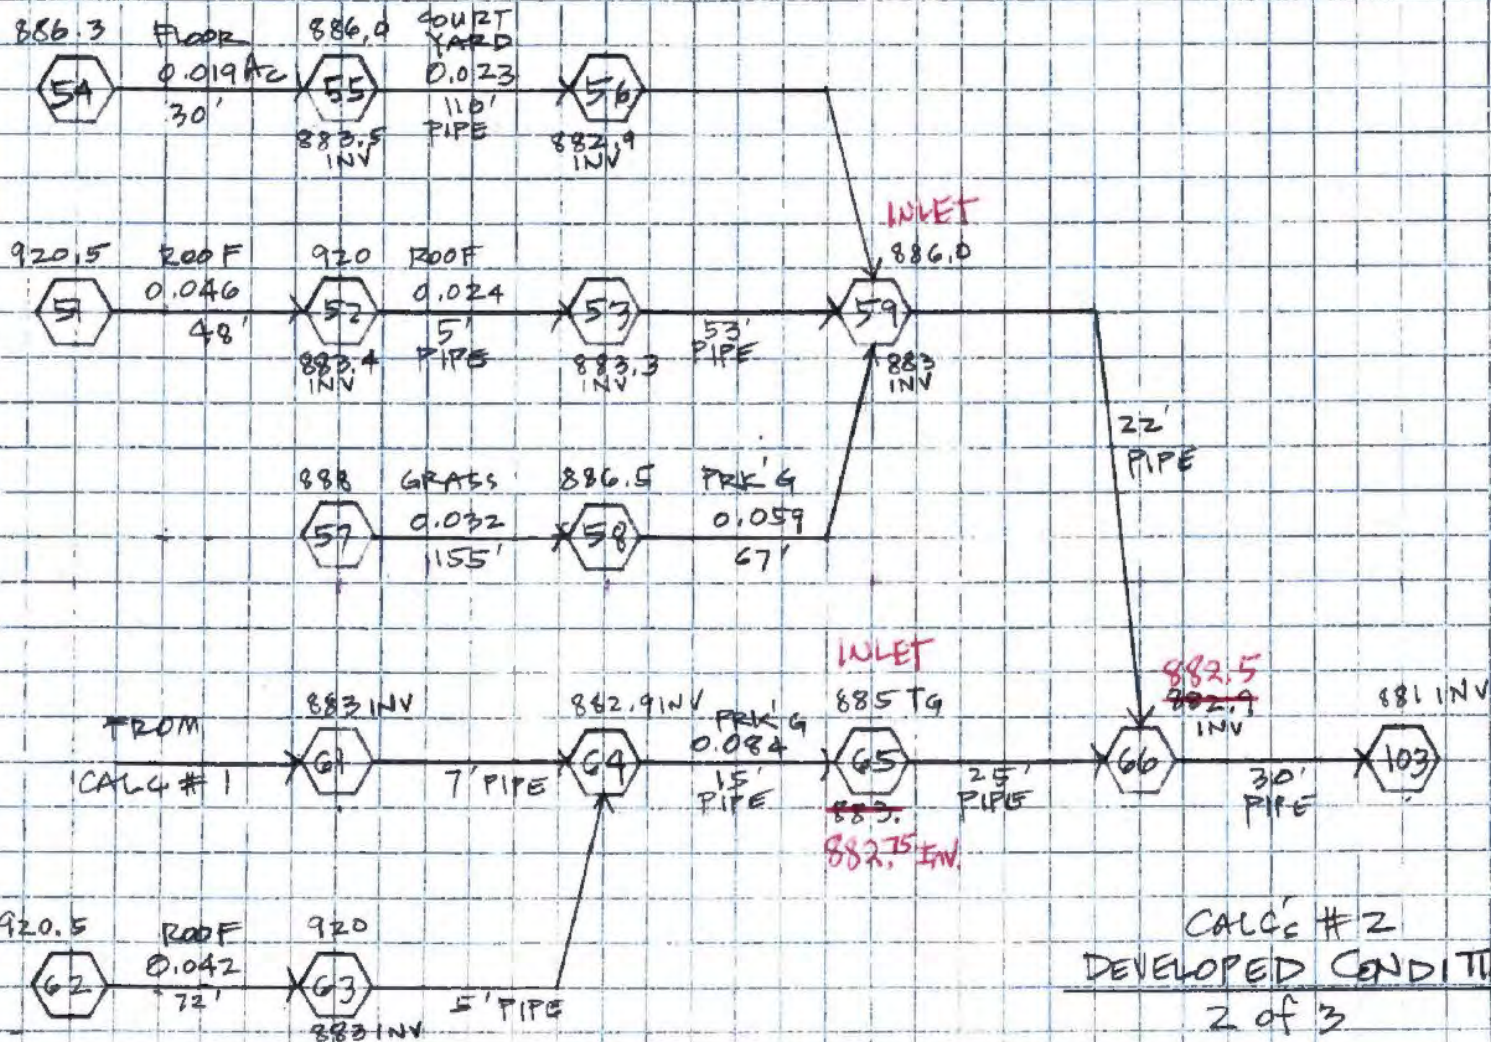 886.3 FLOOR 886.0 COURT
YARD
0.019 Ac 0.023
54 55 56
30' 110'
PIPE
883.5 882.9
INV INV
INLET
920.5 ROOF 920 ROOF 886.0
0.046 0.024
51 52 53 59
48' 5' 53'
PIPE PIPE
883.4 883.3 883
INV INV INV
22'
PIPE
888 GRASS 886.5 PRK'G
0.032 0.059
57 58
155' 67'
INLET
882.5
883 INV 882.9 INV PRK'G 885 TG 882.9 881 INV
INV
FROM 0.084
61 64 65 66 103
CALC #1 7' PIPE 15' 25' 30'
PIPE PIPE PIPE
883.
882.75 INV.
920.5 ROOF 920
0.042
62 63
72' 5' PIPE
883 INV
CALC'S #2
DEVELOPED CONDITI
2 of 3